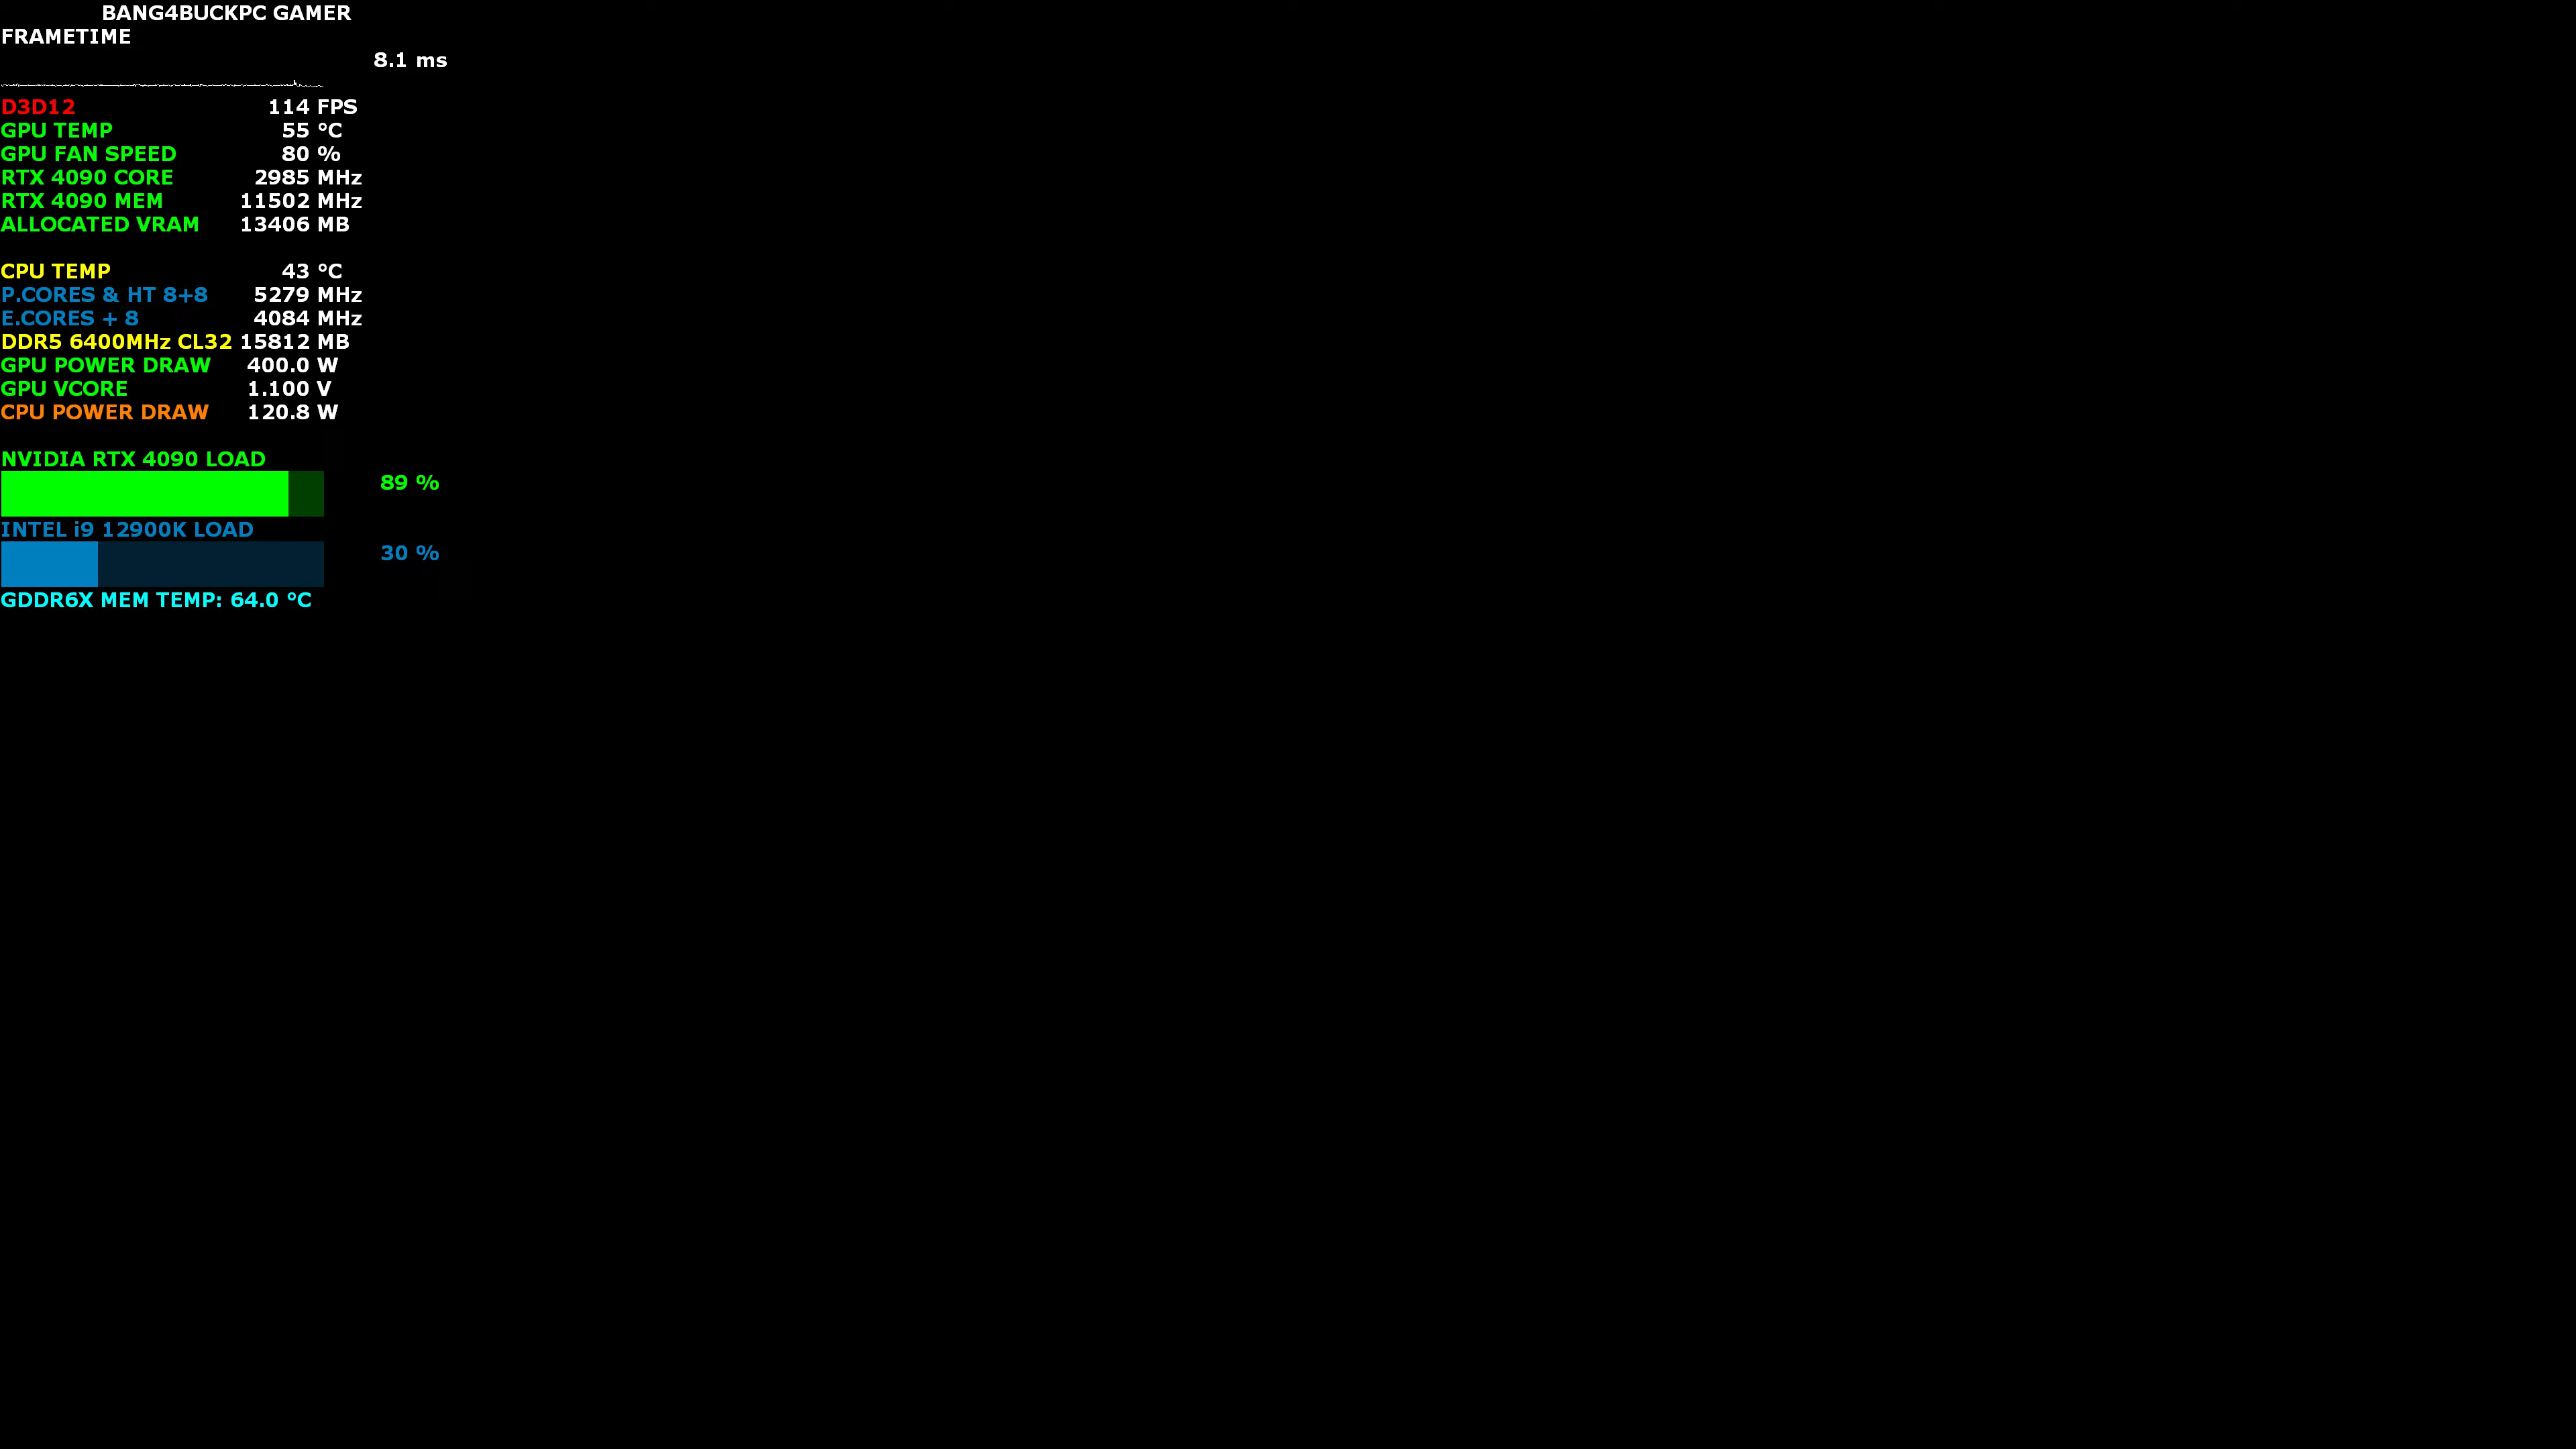 BANG4BUCKPC GAMER
FRAMETIME
8.1 ms
D3D12 114 FPS
GPU TEMP 55 °C
GPU FAN SPEED 80 %
RTX 4090 CORE 2985 MHz
RTX 4090 MEM 11502 MHz
ALLOCATED VRAM 13406 MB
CPU TEMP 43 °C
P.CORES & HT 8+8 5279 MHz
E.CORES + 8 4084 MHz
DDR5 6400MHz CL32 15812 MB
GPU POWER DRAW 400.0 W
GPU VCORE 1.100 V
CPU POWER DRAW 120.8 W
NVIDIA RTX 4090 LOAD
89 %
INTEL i9 12900K LOAD
30 %
GDDR6X MEM TEMP: 64.0 °C